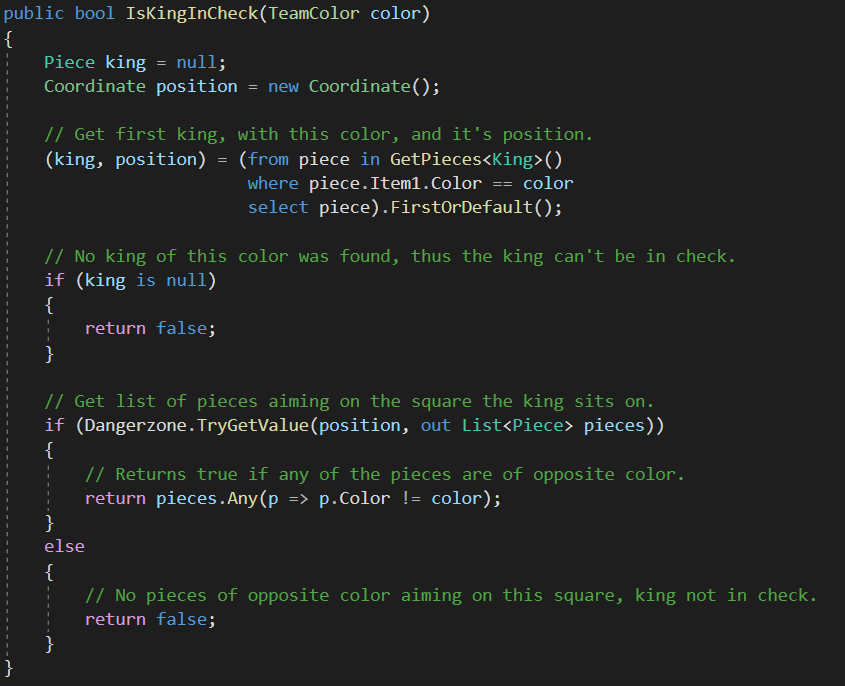 public bool IsKingInCheck(TeamColor color)
{
    Piece king = null;
    Coordinate position = new Coordinate();

    // Get first king, with this color, and it's position.
    (king, position) = (from piece in GetPieces<King>()
                        where piece.Item1.Color == color
                        select piece).FirstOrDefault();

    // No king of this color was found, thus the king can't be in check.
    if (king is null)
    {
        return false;
    }

    // Get list of pieces aiming on the square the king sits on.
    if (Dangerzone.TryGetValue(position, out List<Piece> pieces))
    {
        // Returns true if any of the pieces are of opposite color.
        return pieces.Any(p => p.Color != color);
    }
    else
    {
        // No pieces of opposite color aiming on this square, king not in check.
        return false;
    }
}